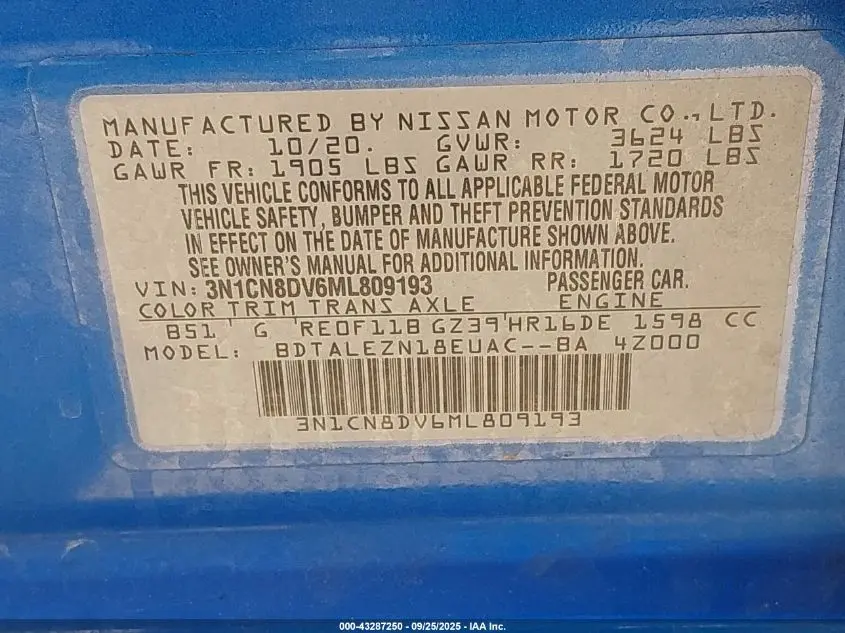 MANUFACTURED BY NISSAN MOTOR CO., LTD.
DATE: 10/20. GVWR: 3624 LBS
GAWR FR: 1905 LBS GAWR RR: 1720 LBS
THIS VEHICLE CONFORMS TO ALL APPLICABLE FEDERAL MOTOR
VEHICLE SAFETY, BUMPER AND THEFT PREVENTION STANDARDS
IN EFFECT ON THE DATE OF MANUFACTURE SHOWN ABOVE.
SEE OWNER'S MANUAL FOR ADDITIONAL INFORMATION.
VIN: 3N1CN8DV6ML809193 PASSENGER CAR.
COLOR TRIM TRANS AXLE ENGINE
B51 G 'RE0F11B GZ39'HR16DE 1598 CC
MODEL: BDTALEZN18EUAC--BA 4Z000
3N1CN8DV6ML809193
000-43287250 - 09/25/2025 - IAA Inc.